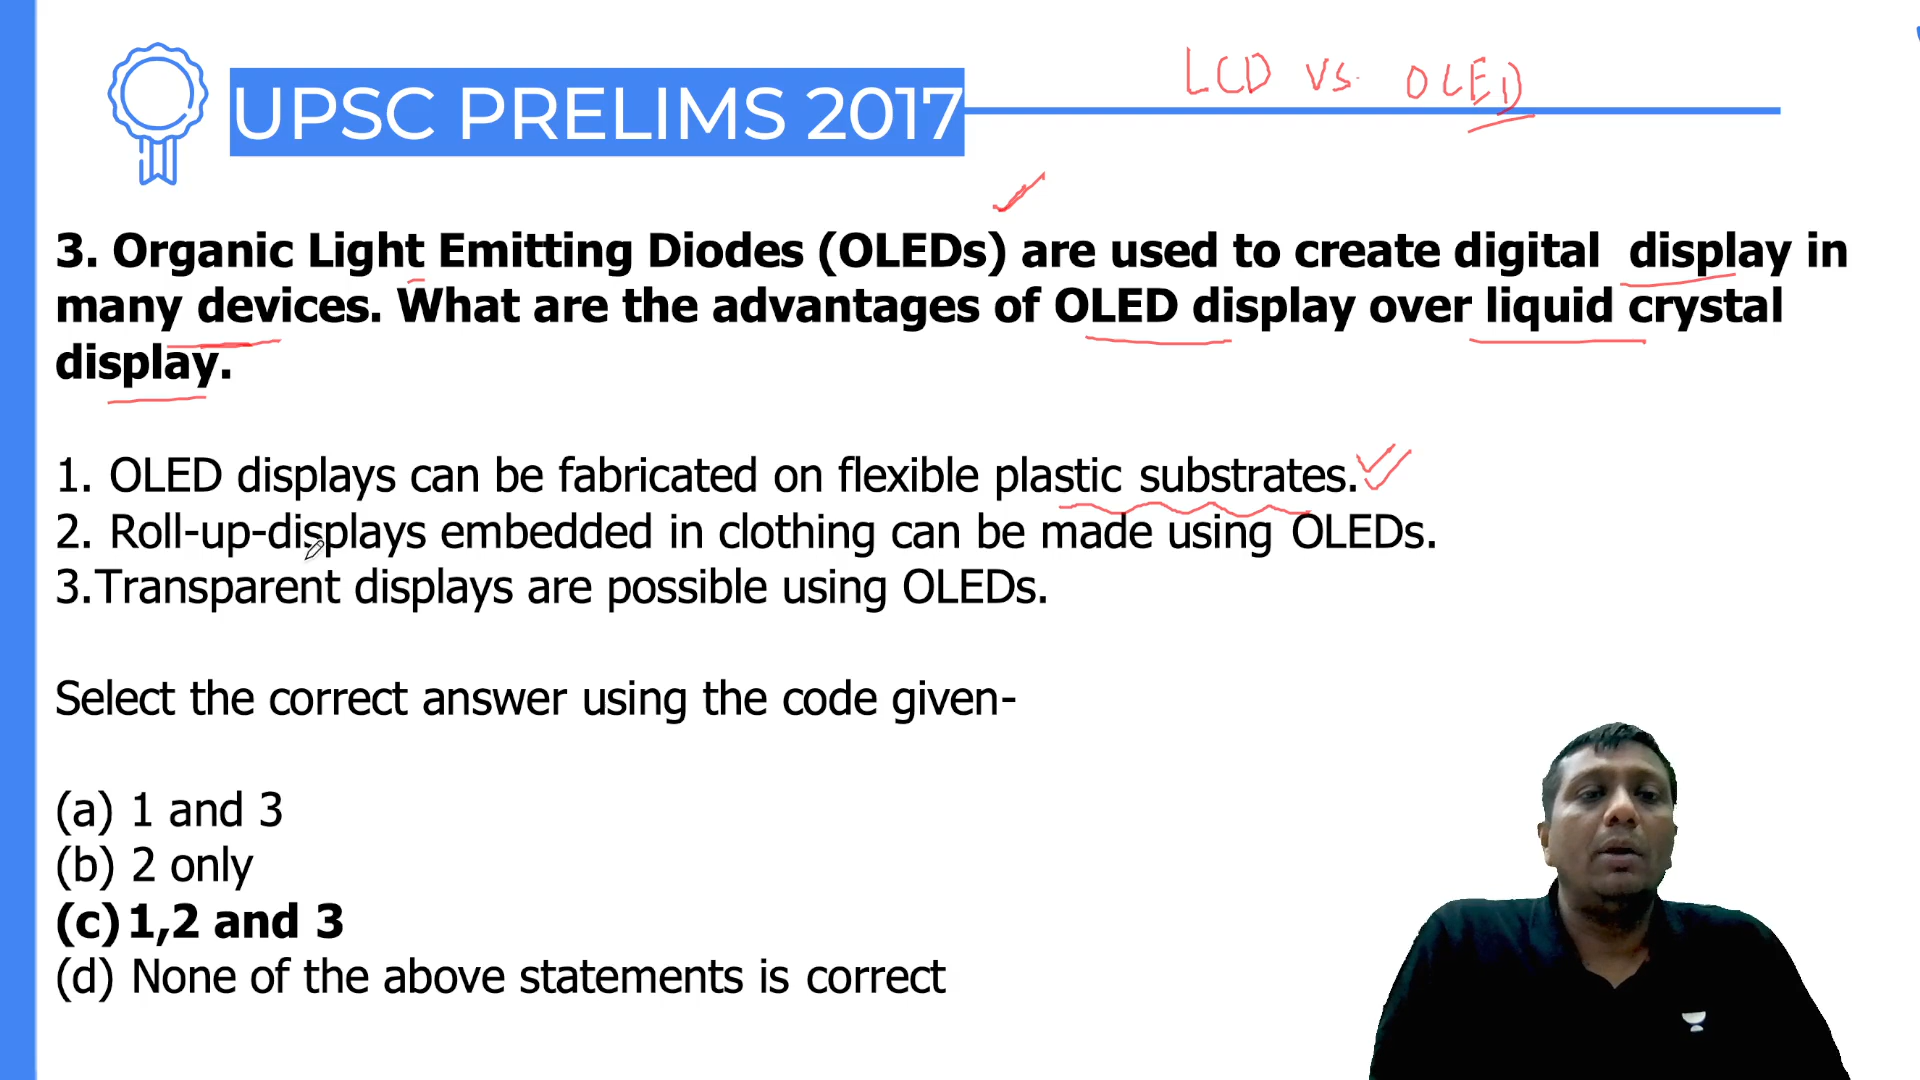 LCD vs. OLED
UPSC PRELIMS 2017
3. Organic Light Emitting Diodes (OLEDs) are used to create digital display in
many devices. What are the advantages of OLED display over liquid crystal
display.
1. OLED displays can be fabricated on flexible plastic substrates.
2. Roll-up-displays embedded in clothing can be made using OLEDs.
3.Transparent displays are possible using OLEDs.
Select the correct answer using the code given-
(a) 1 and 3
(b) 2 only
(c) 1,2 and 3
(d) None of the above statements is correct